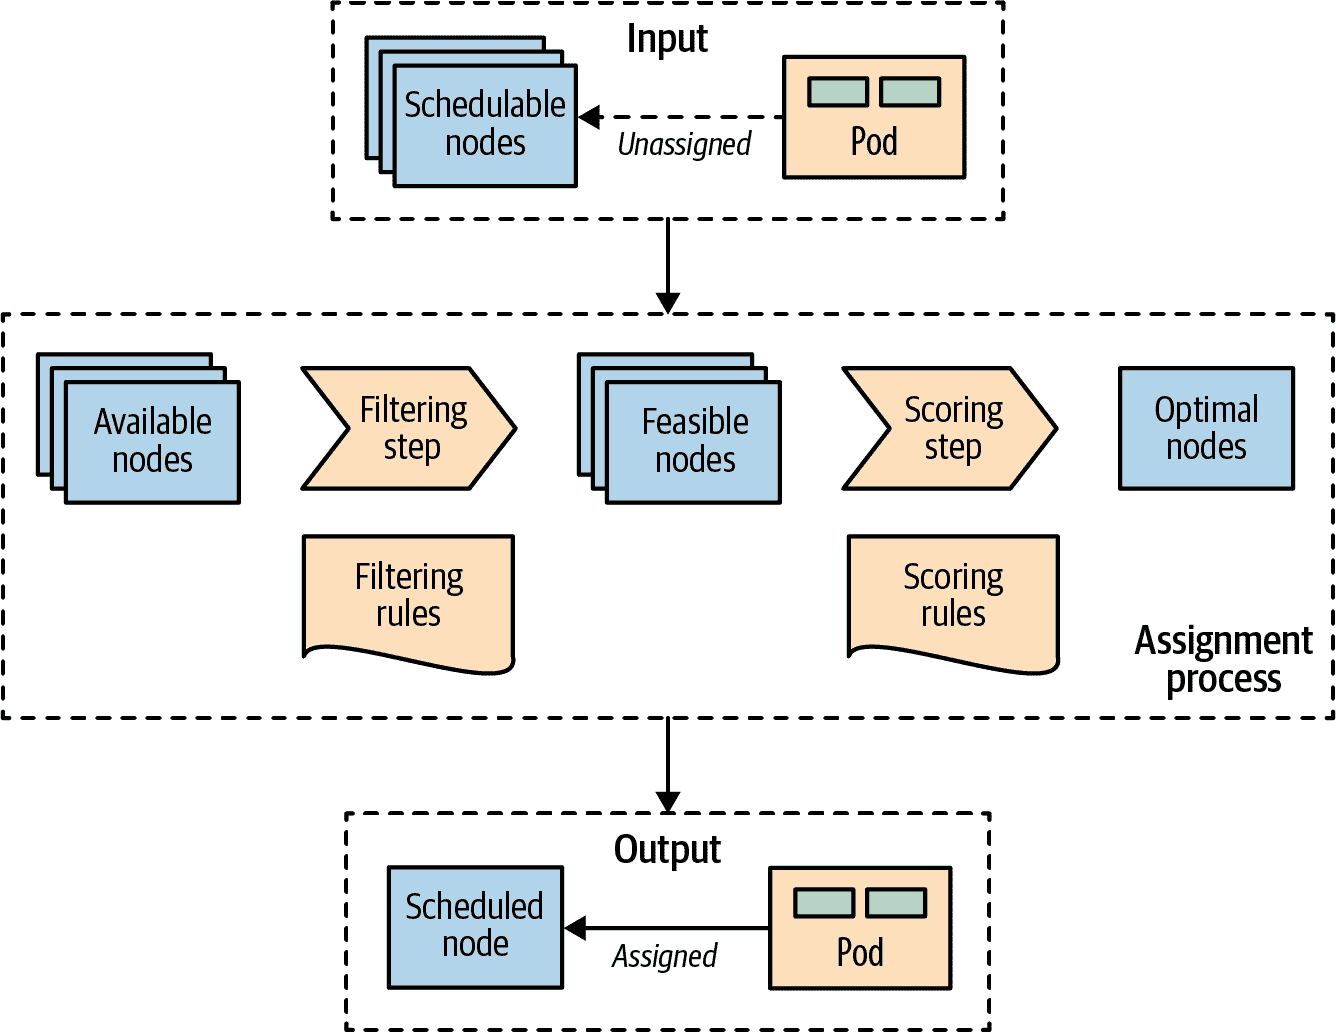 Input
Schedulable
nodes
Unassigned
Pod
Available
nodes
Filtering
step
Feasible
nodes
Scoring
step
Optimal
nodes
Filtering
rules
Scoring
rules
Assignment
process
Output
Scheduled
node
Assigned
Pod